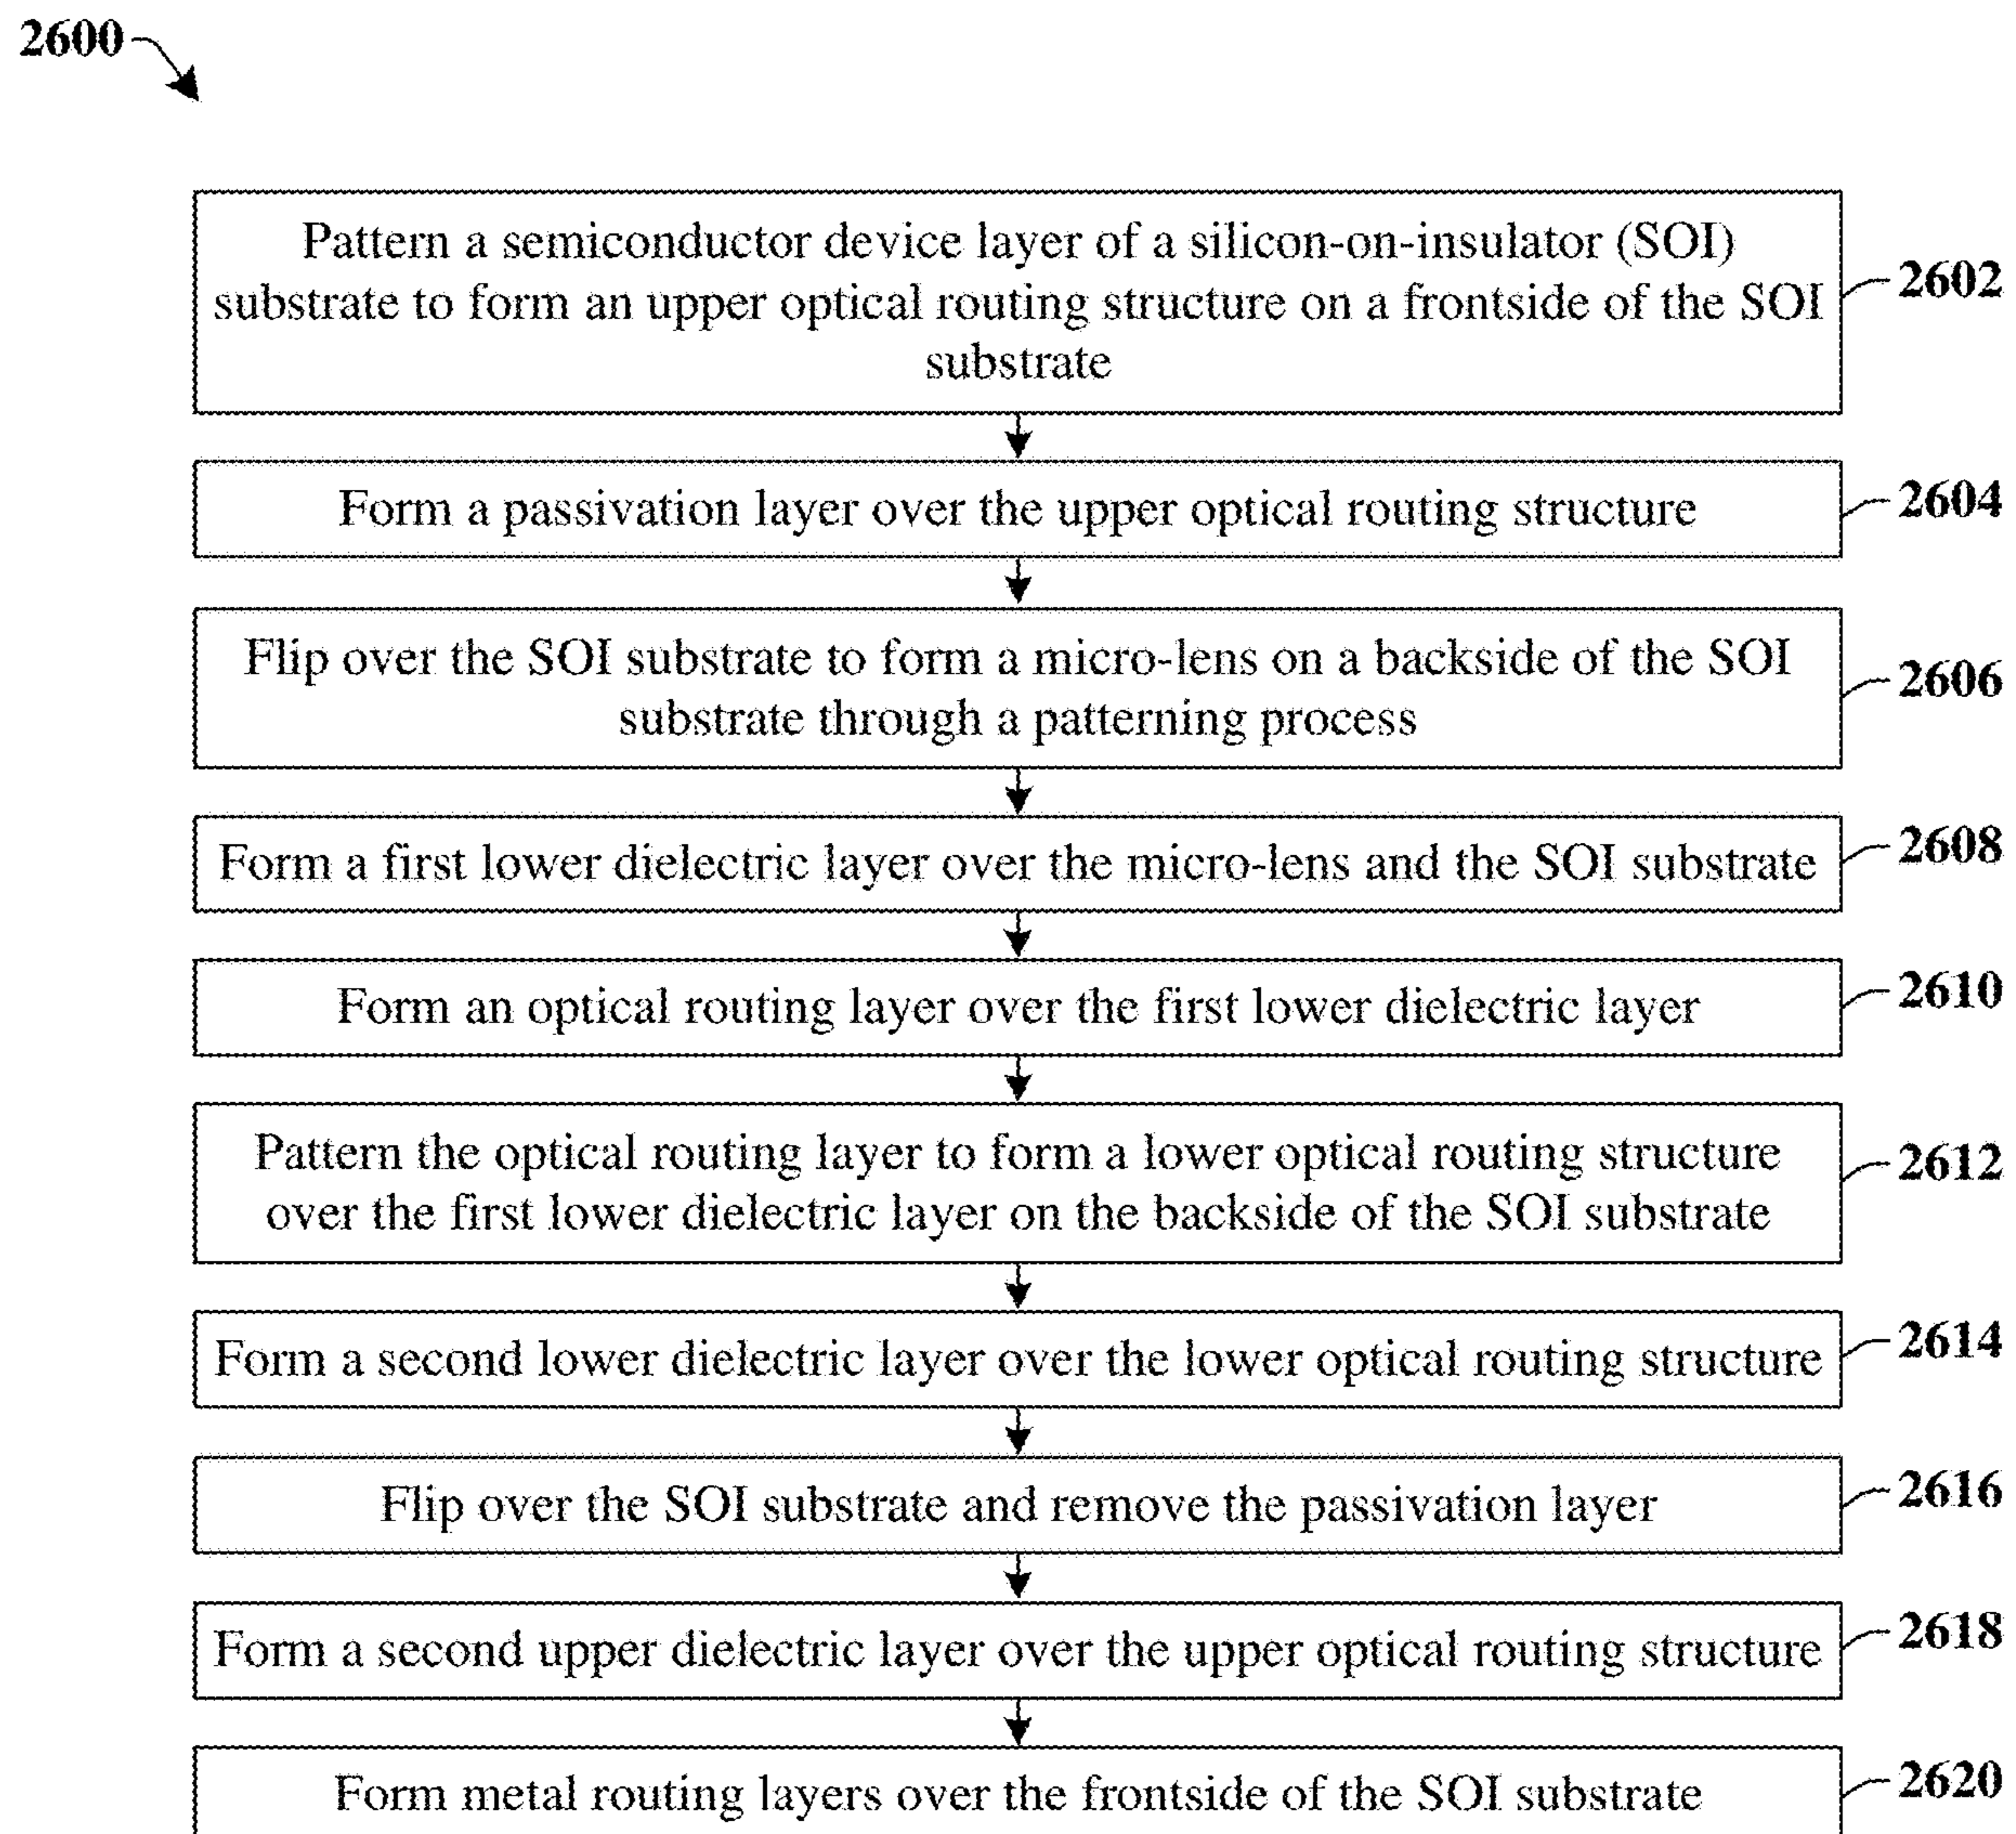 2600
Pattern a semiconductor device layer of a silicon-on-insulator (SOI)
substrate to form an upper optical routing structure on a frontside of the SOI
substrate
2602
Form a passivation layer over the upper optical routing structure
2604
Flip over the SOI substrate to form a micro-lens on a backside of the SOI
substrate through a patterning process
2606
Form a first lower dielectric layer over the micro-lens and the SOI substrate
2608
Form an optical routing layer over the first lower dielectric layer
2610
Pattern the optical routing layer to form a lower optical routing structure
over the first lower dielectric layer on the backside of the SOI substrate
2612
Form a second lower dielectric layer over the lower optical routing structure
2614
Flip over the SOI substrate and remove the passivation layer
2616
Form a second upper dielectric layer over the upper optical routing structure
2618
Form metal routing layers over the frontside of the SOI substrate
2620